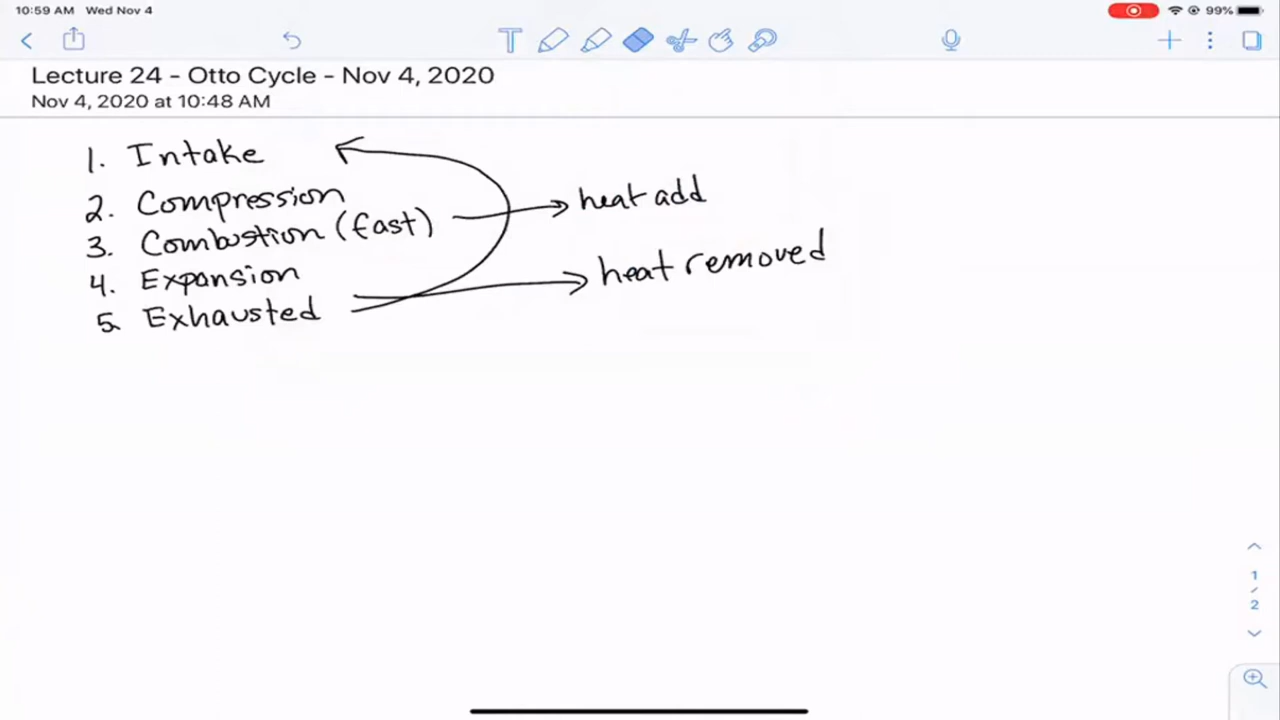 10:59 AM Wed Nov 4 99%
T
Lecture 24 - Otto Cycle - Nov 4, 2020
Nov 4, 2020 at 10:48 AM
1. Intake
2. Compression
3. Combustion (fast) heat add
4. Expansion
5. Exhausted heat removed
1
/
2